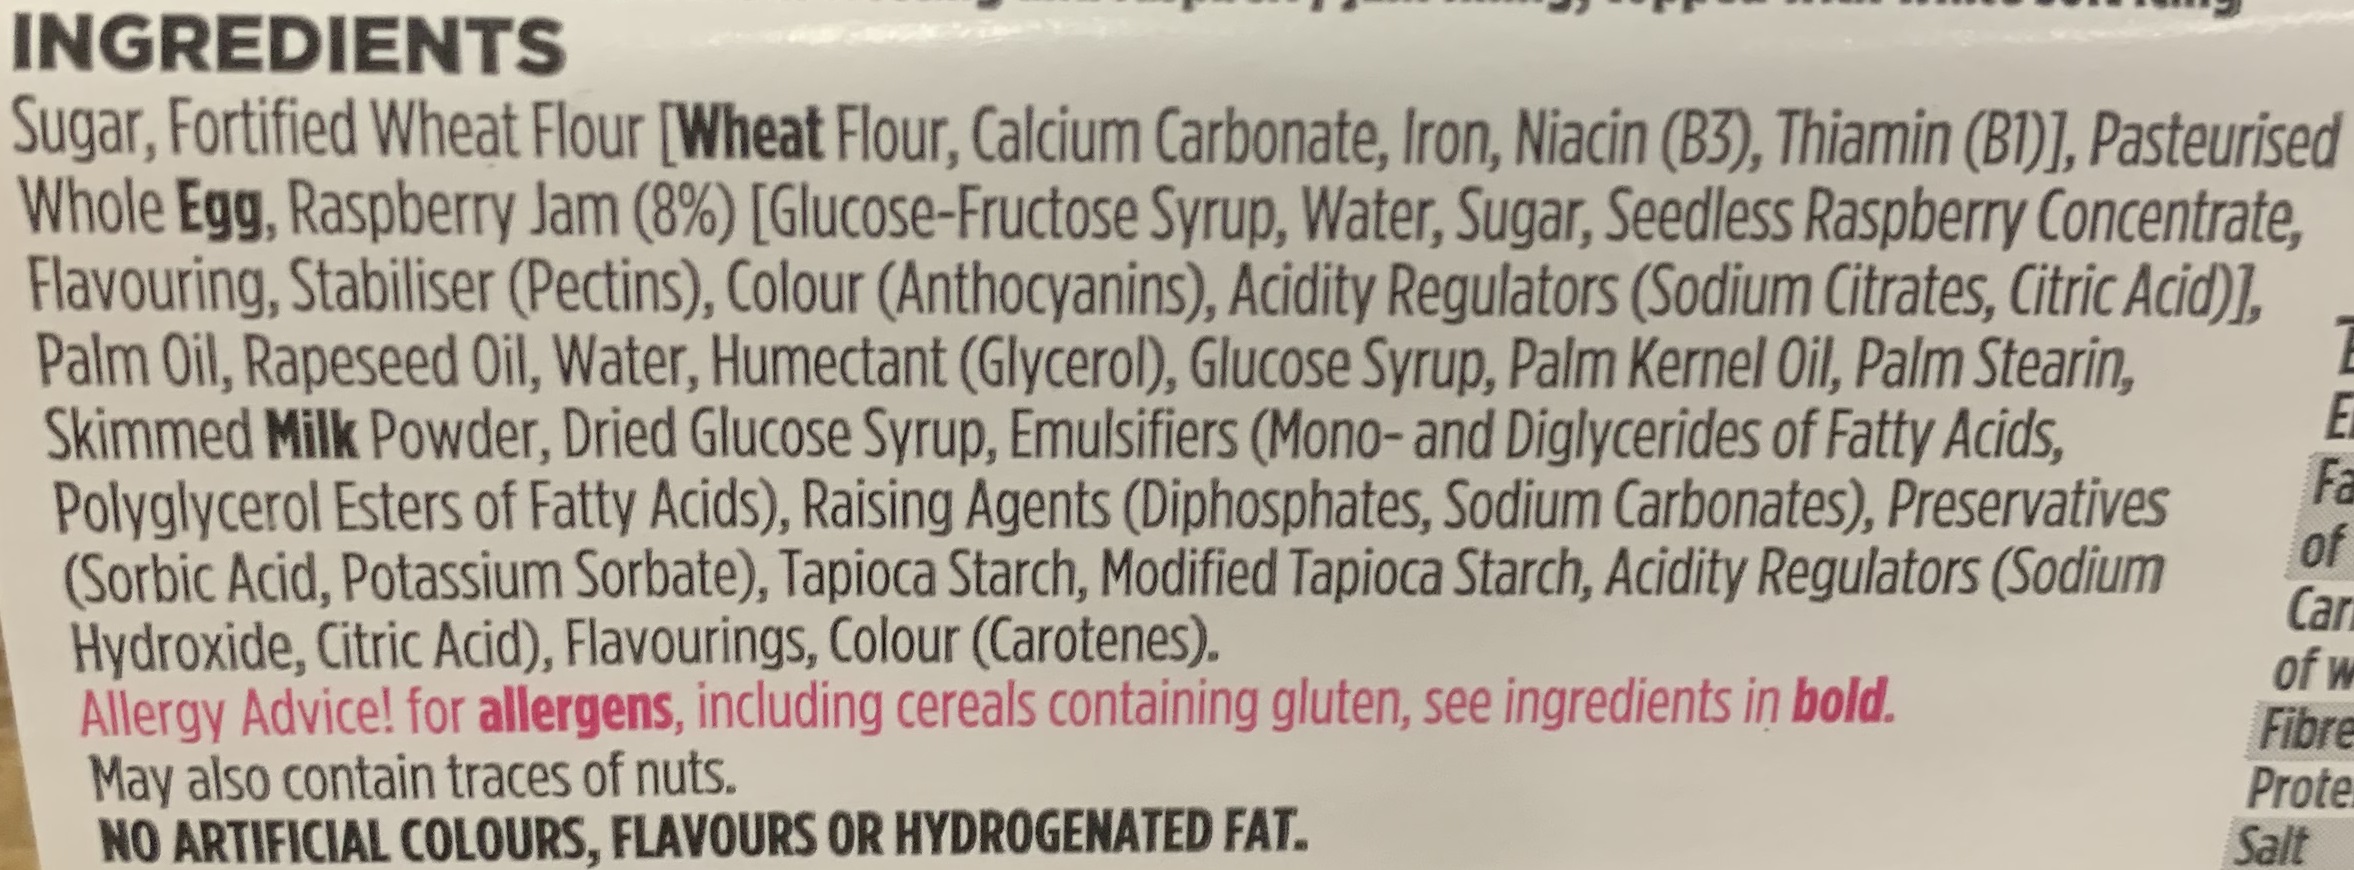 INGREDIENTS
Sugar, Fortified Wheat Flour [Wheat Flour, Calcium Carbonate, Iron, Niacin (B3), Thiamin (B1)], Pasteurised
Whole Egg, Raspberry Jam (8%) [Glucose-Fructose Syrup, Water, Sugar, Seedless Raspberry Concentrate,
Flavouring, Stabiliser (Pectins), Colour (Anthocyanins), Acidity Regulators (Sodium Citrates, Citric Acid)],
Palm Oil, Rapeseed Oil, Water, Humectant (Glycerol), Glucose Syrup, Palm Kernel Oil, Palm Stearin,
Skimmed Milk Powder, Dried Glucose Syrup, Emulsifiers (Mono- and Diglycerides of Fatty Acids,
Polyglycerol Esters of Fatty Acids), Raising Agents (Diphosphates, Sodium Carbonates), Preservatives
(Sorbic Acid, Potassium Sorbate), Tapioca Starch, Modified Tapioca Starch, Acidity Regulators (Sodium
Hydroxide, Citric Acid), Flavourings, Colour (Carotenes).
Allergy Advice! for allergens, including cereals containing gluten, see ingredients in bold.
May also contain traces of nuts.
NO ARTIFICIAL COLOURS, FLAVOURS OR HYDROGENATED FAT.
Fa
of
Car
of w
Fibre
Prote
Salt